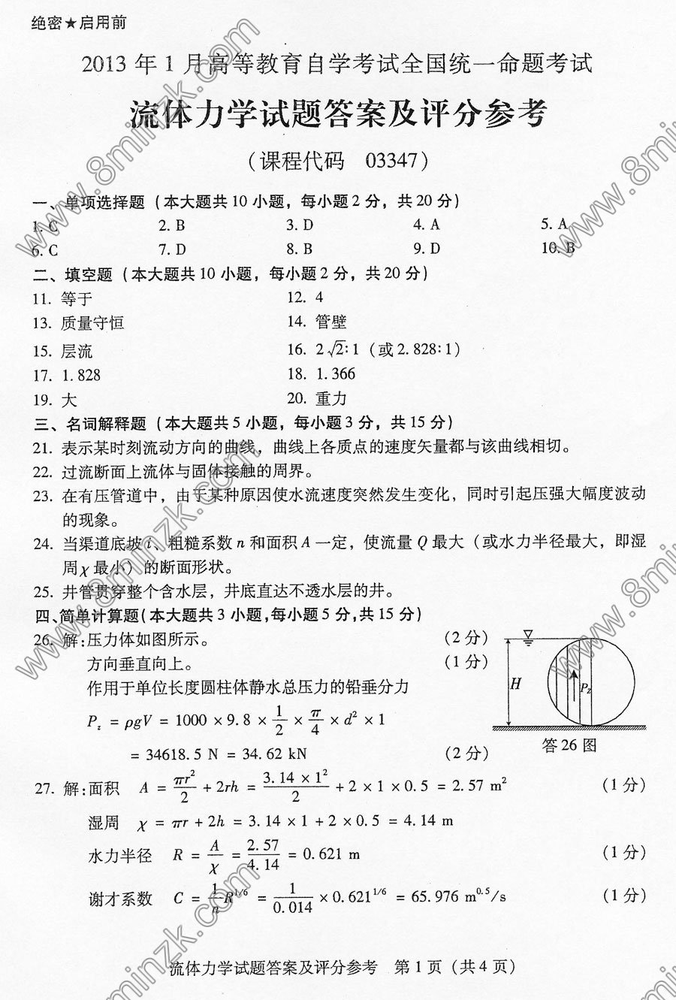 绝密★启用前
2013 年 1 月高等教育自学考试全国统一命题考试
流体力学试题答案及评分参考
(课程代码 03347)
一、单项选择题(本大题共 10 小题,每小题 2 分,共 20 分)
1. C 2. B 3. D 4. A 5. A
6. C 7. D 8. B 9. D 10. B
二、填空题(本大题共 10 小题,每小题 2 分,共 20 分)
11. 等于 12. 4
13. 质量守恒 14. 管壁
15. 层流 16. 2√2∶1(或 2.828∶1)
17. 1.828 18. 1.366
19. 大 20. 重力
三、名词解释题(本大题共 5 小题,每小题 3 分,共 15 分)
21. 表示某时刻流动方向的曲线,曲线上各质点的速度矢量都与该曲线相切。
22. 过流断面上流体与固体接触的周界。
23. 在有压管道中,由于某种原因使水流速度突然发生变化,同时引起压强大幅度波动
的现象。
24. 当渠道底坡 i、粗糙系数 n 和面积 A 一定,使流量 Q 最大(或水力半径最大,即湿
周 χ 最小)的断面形状。
25. 井管贯穿整个含水层,井底直达不透水层的井。
四、简单计算题(本大题共 3 小题,每小题 5 分,共 15 分)
26. 解:压力体如图所示。 (2 分)
方向垂直向上。 (1 分)
作用于单位长度圆柱体静水总压力的铅垂分力
P_z = ρgV = 1000 × 9.8 × 1/2 × π/4 × d² × 1
= 34618.5 N = 34.62 kN (2 分)
H
P_z
答 26 图
27. 解:面积 A = πr²/2 + 2rh = 3.14 × 1²/2 + 2 × 1 × 0.5 = 2.57 m² (1 分)
湿周 χ = πr + 2h = 3.14 × 1 + 2 × 0.5 = 4.14 m
水力半径 R = A/χ = 2.57/4.14 = 0.621 m (1 分)
谢才系数 C = 1/n R^1/6 = 1/0.014 × 0.621^1/6 = 65.976 m^0.5/s (1 分)
流体力学试题答案及评分参考 第 1 页(共 4 页)
www.8minzk.com
www.8minzk.com
www.8minzk.com